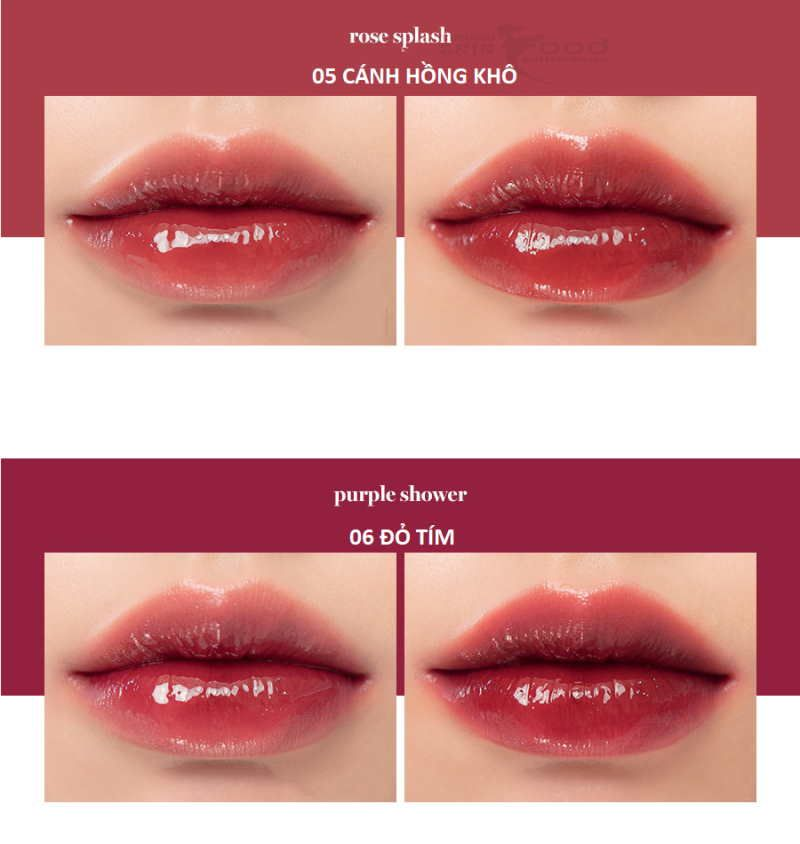 rose splash
05 CÁNH HỒNG KHÔ
purple shower
06 ĐỎ TÍM